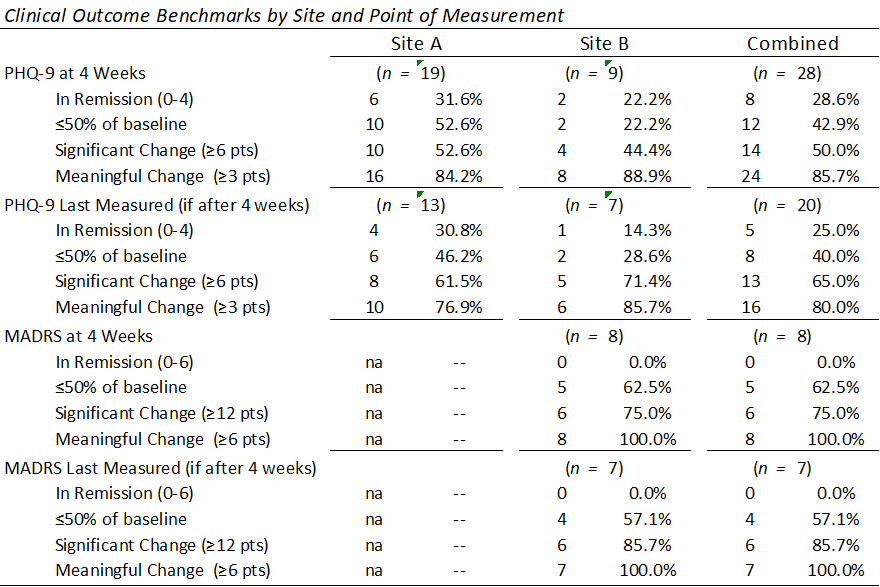 Clinical Outcome Benchmarks by Site and Point of Measurement
Site A Site B Combined
PHQ-9 at 4 Weeks (n = 19) (n = 9) (n = 28)
In Remission (0-4) 6 31.6% 2 22.2% 8 28.6%
≤50% of baseline 10 52.6% 2 22.2% 12 42.9%
Significant Change (≥6 pts) 10 52.6% 4 44.4% 14 50.0%
Meaningful Change (≥3 pts) 16 84.2% 8 88.9% 24 85.7%
PHQ-9 Last Measured (if after 4 weeks) (n = 13) (n = 7) (n = 20)
In Remission (0-4) 4 30.8% 1 14.3% 5 25.0%
≤50% of baseline 6 46.2% 2 28.6% 8 40.0%
Significant Change (≥6 pts) 8 61.5% 5 71.4% 13 65.0%
Meaningful Change (≥3 pts) 10 76.9% 6 85.7% 16 80.0%
MADRS at 4 Weeks (n = 8) (n = 8)
In Remission (0-6) na -- 0 0.0% 0 0.0%
≤50% of baseline na -- 5 62.5% 5 62.5%
Significant Change (≥12 pts) na -- 6 75.0% 6 75.0%
Meaningful Change (≥6 pts) na -- 8 100.0% 8 100.0%
MADRS Last Measured (if after 4 weeks) (n = 7) (n = 7)
In Remission (0-6) na -- 0 0.0% 0 0.0%
≤50% of baseline na -- 4 57.1% 4 57.1%
Significant Change (≥12 pts) na -- 6 85.7% 6 85.7%
Meaningful Change (≥6 pts) na -- 7 100.0% 7 100.0%